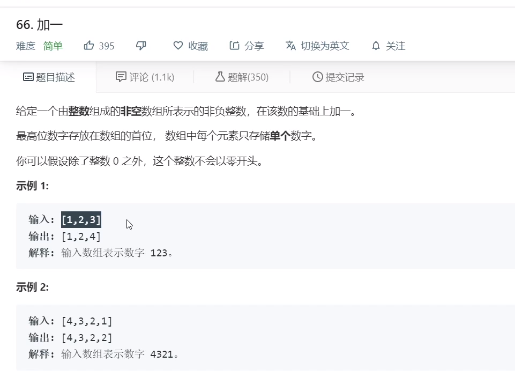 66. 加一
难度 简单 395 收藏 分享 切换为英文 关注
题目描述 评论 (1.1k) 题解(350) 提交记录
给定一个由整数组成的非空数组所表示的非负整数，在该数的基础上加一。
最高位数字存放在数组的首位， 数组中每个元素只存储单个数字。
你可以假设除了整数 0 之外，这个整数不会以零开头。
示例 1:
输入: [1,2,3]
输出: [1,2,4]
解释: 输入数组表示数字 123。
示例 2:
输入: [4,3,2,1]
输出: [4,3,2,2]
解释: 输入数组表示数字 4321。